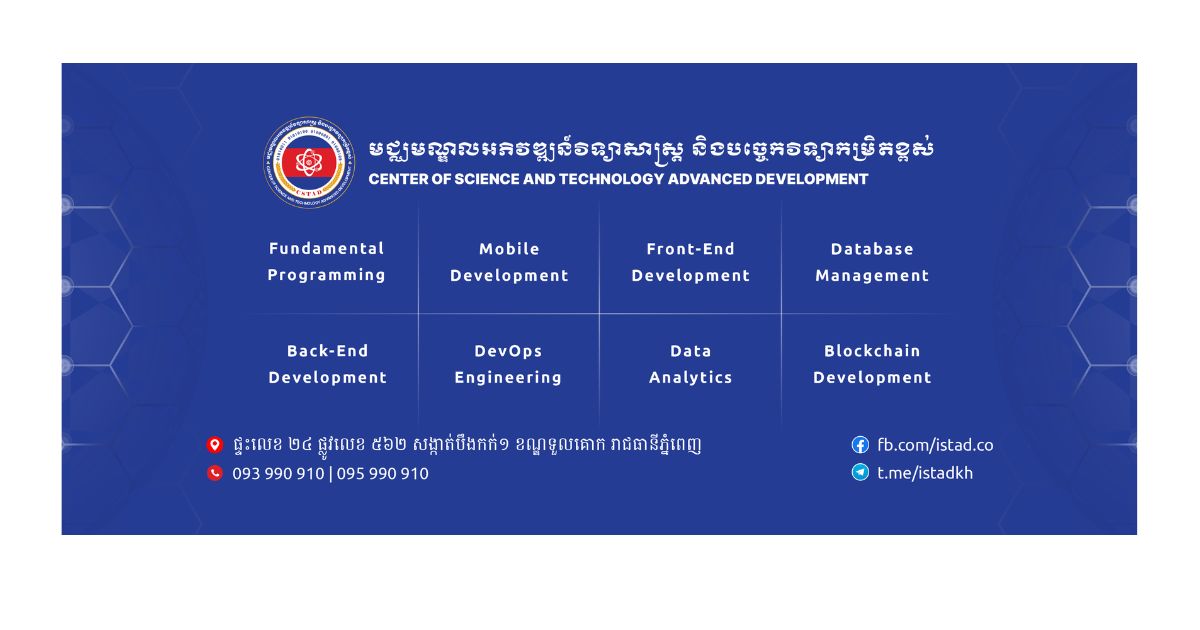 មជ្ឈមណ្ឌលអភិវឌ្ឍន៍វិទ្យាសាស្ត្រ និងបច្ចេកវិទ្យាកម្រិតខ្ពស់
CENTER OF SCIENCE AND TECHNOLOGY ADVANCED DEVELOPMENT
CSTAD
Fundamental
Programming
Mobile
Development
Front-End
Development
Database
Management
Back-End
Development
DevOps
Engineering
Data
Analytics
Blockchain
Development
ផ្ទះលេខ ២៤ ផ្លូវលេខ ៥៦២ សង្កាត់បឹងកក់១ ខណ្ឌទួលគោក រាជធានីភ្នំពេញ
093 990 910 | 095 990 910
fb.com/istad.co
t.me/istadkh